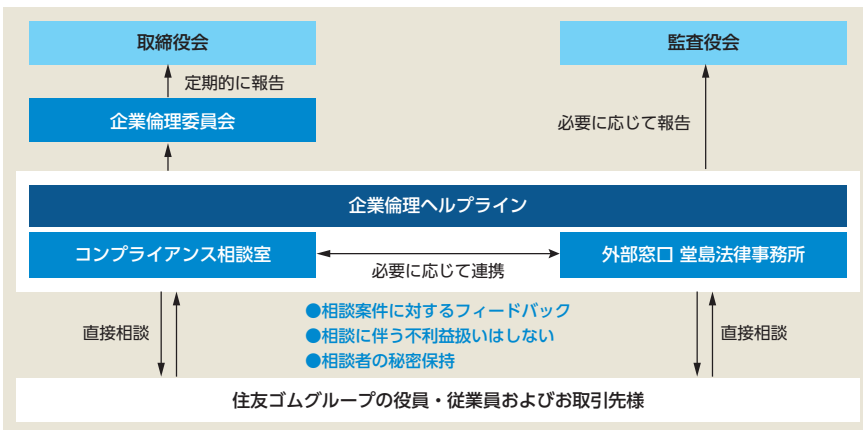 取締役会
監査役会
定期的に報告
企業倫理委員会
必要に応じて報告
企業倫理ヘルプライン
コンプライアンス相談室
必要に応じて連携
外部窓口 堂島法律事務所
●相談案件に対するフィードバック
●相談に伴う不利益扱いはしない
●相談者の秘密保持
直接相談
直接相談
住友ゴムグループの役員・従業員およびお取引先様